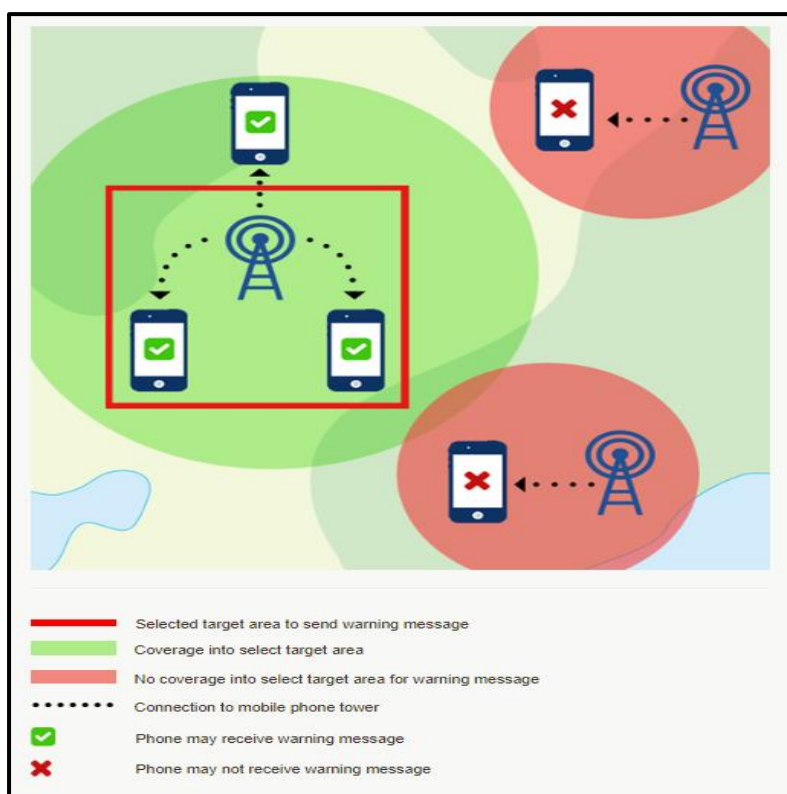 Selected target area to send warning message
Coverage into select target area
No coverage into select target area for warning message
Connection to mobile phone tower
Phone may receive warning message
Phone may not receive warning message